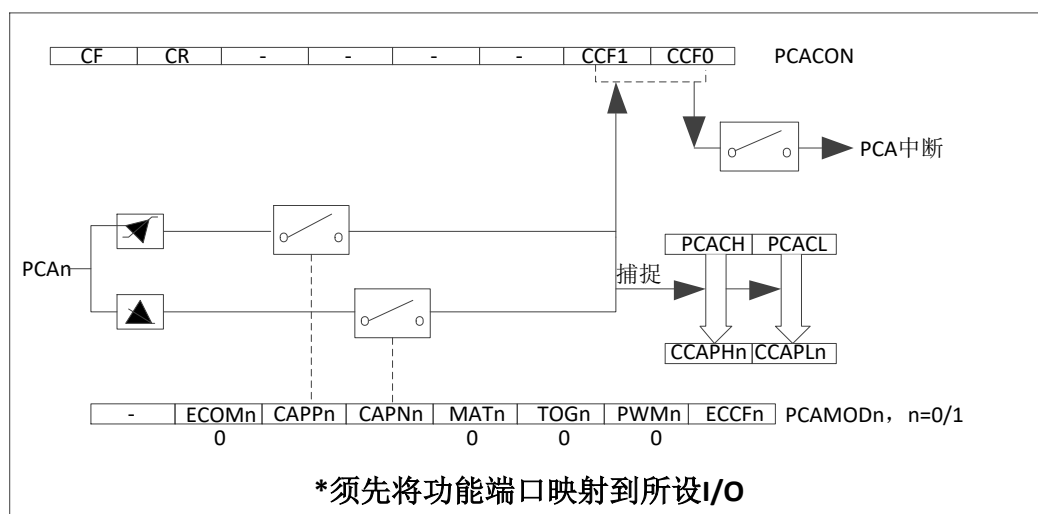 CF CR - - - - CCF1 CCF0 PCACON
PCA中断
PCACH PCACL
PCAn
捕捉
CCAPHn CCAPLn
- ECOMn CAPPn CAPNn MATn TOGn PWMn ECCFn PCAMODn，n=0/1
0 0 0 0
*须先将功能端口映射到所设I/O